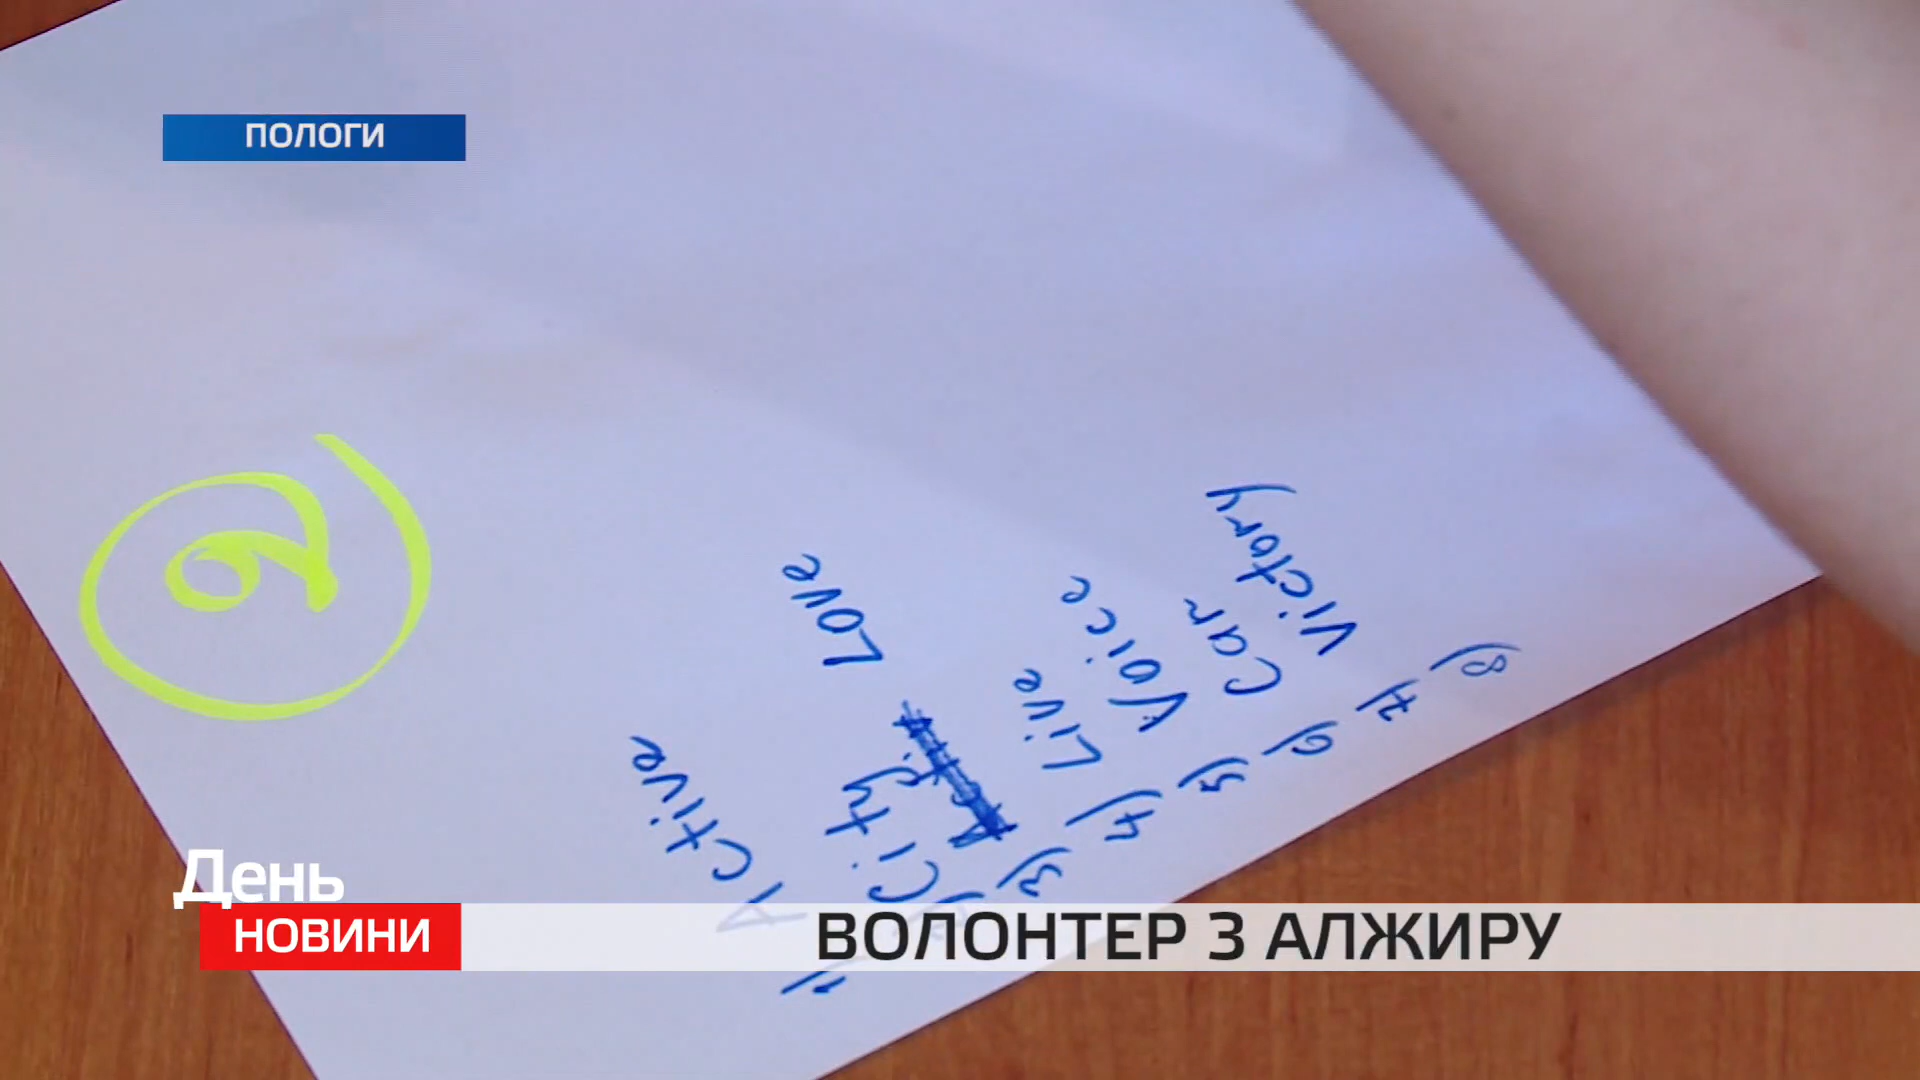 ПОЛОГИ
2
1) Active
2) City
3) Love
4) Live
5) Voice
6) Car
7) Victory
8)
День
НОВИНИ
ВОЛОНТЕР З АЛЖИРУ